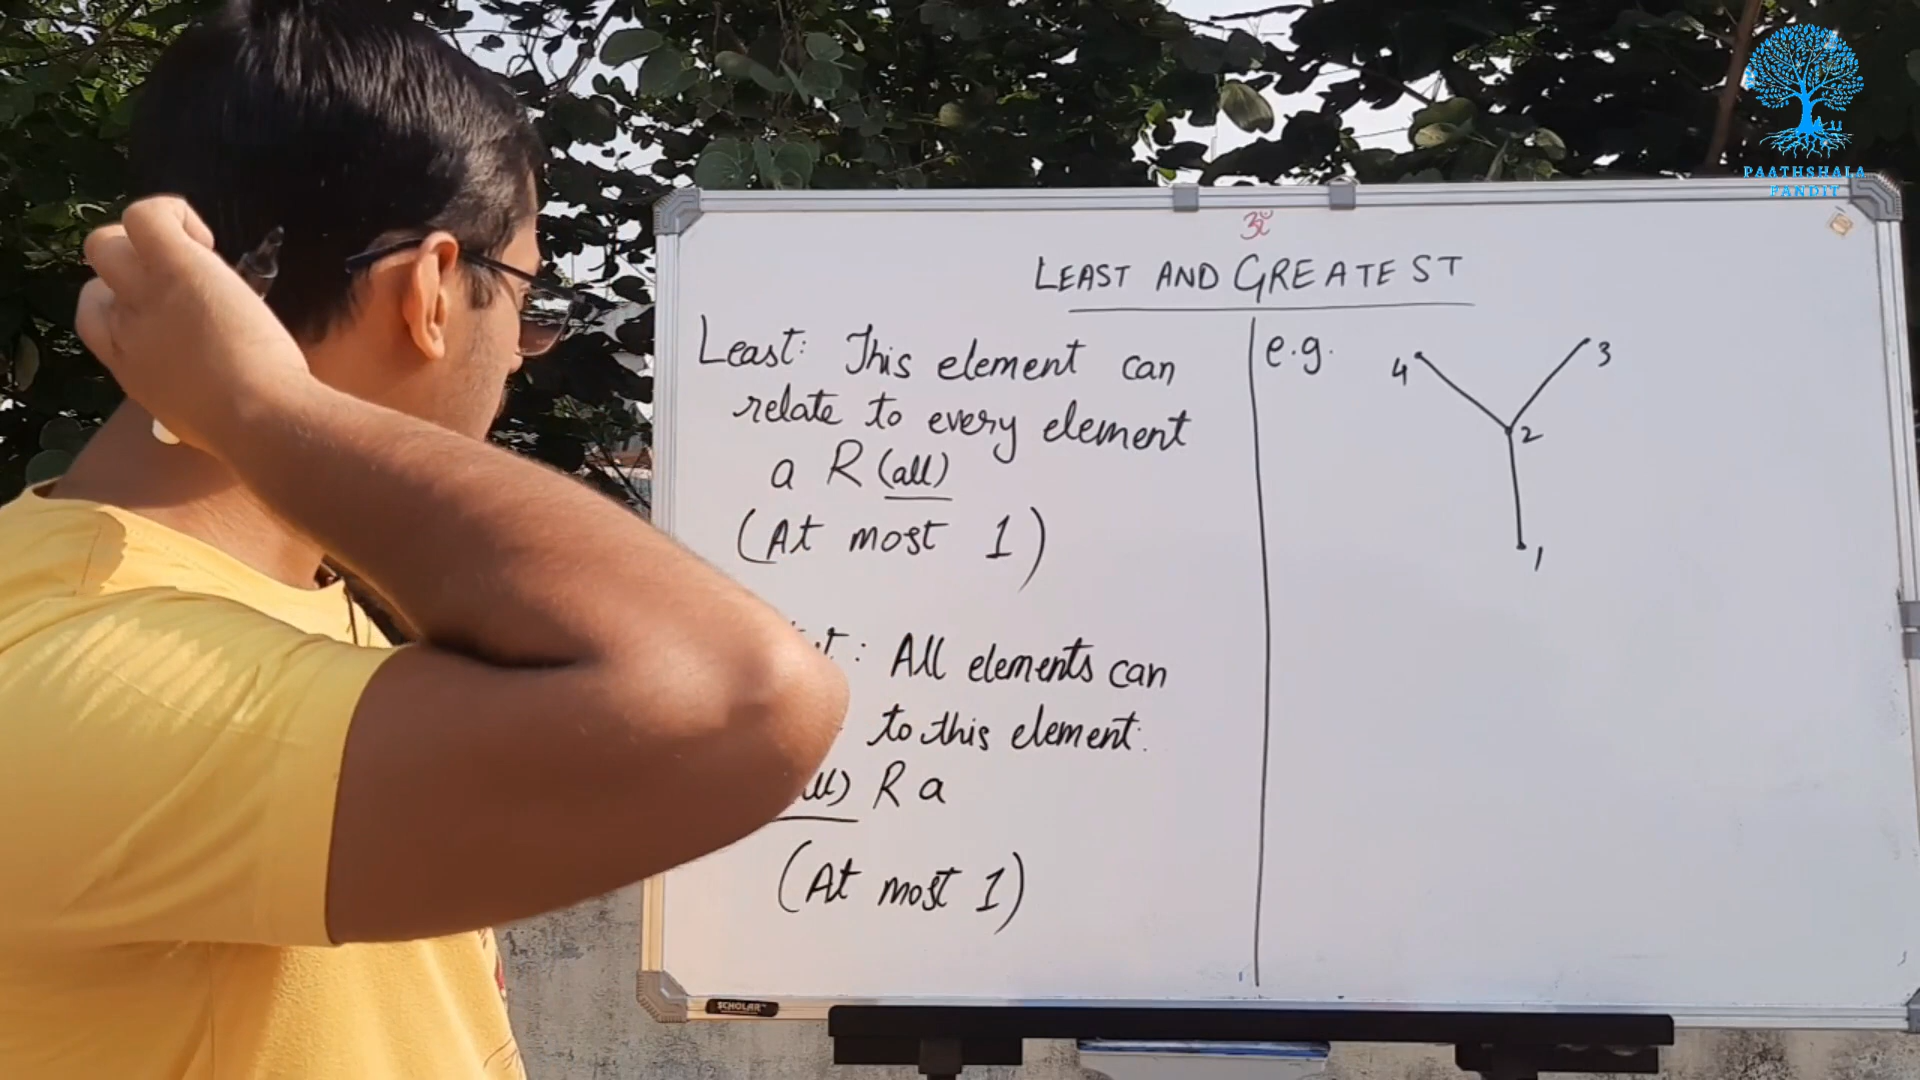 PAATHSHALA
PANDIT
ॐ
LEAST AND GREATEST
Least: This element can
relate to every element
a R (all)
(At most 1)
: All elements can
to this element.
R a
(At most 1)
e.g.
4
3
2
1
SCHOLAR